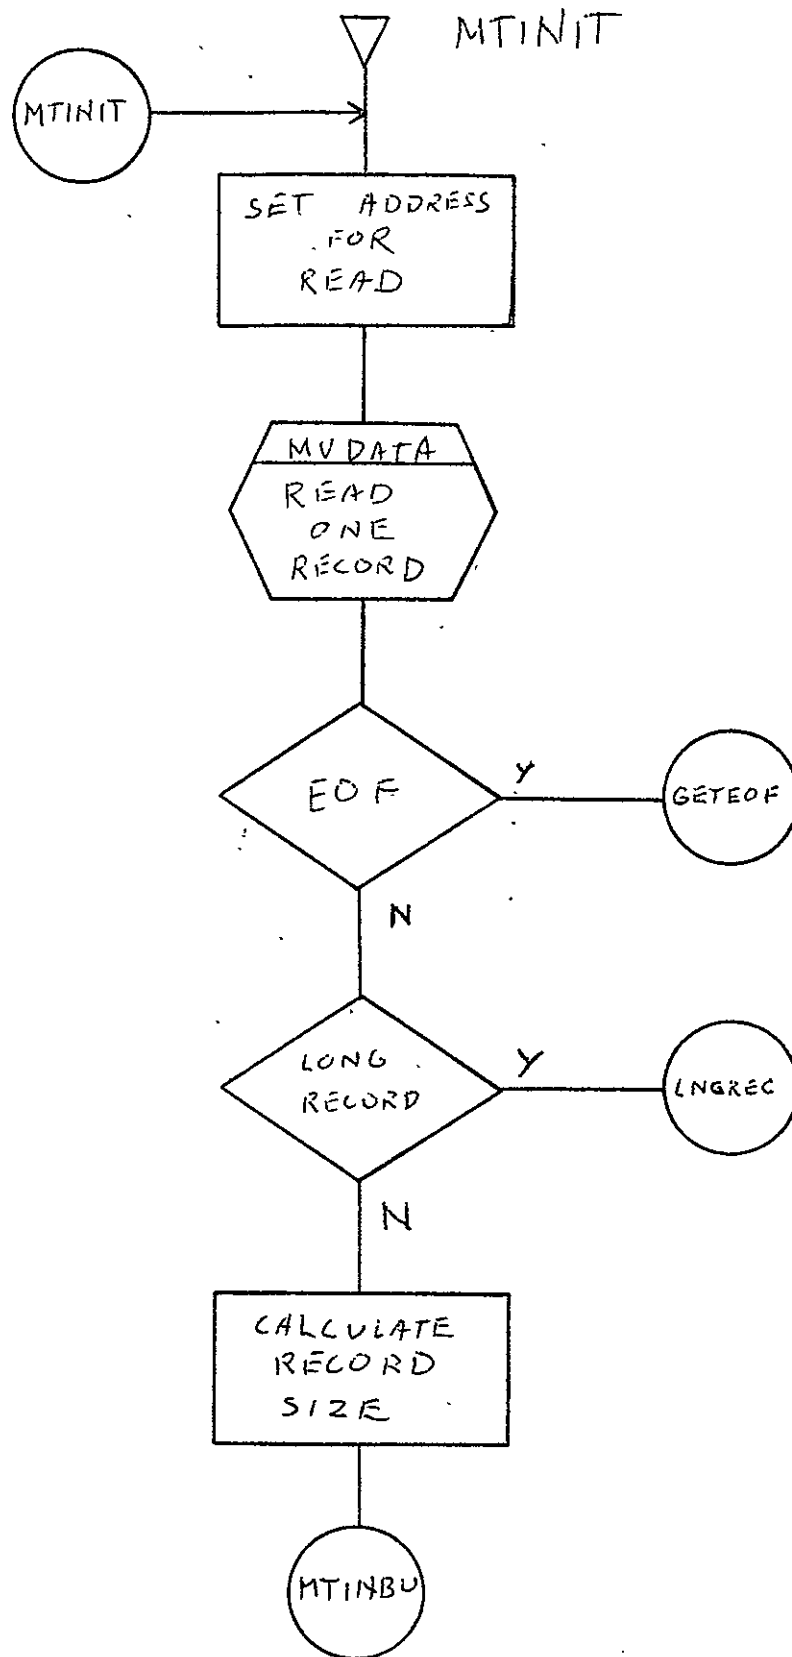 MTINIT
MTINIT
SET ADDRESS
FOR
READ
MVDATA
READ
ONE
RECORD
EOF
Y
GETEOF
N
LONG
RECORD
Y
LNGREC
N
CALCULATE
RECORD
SIZE
MTINBU